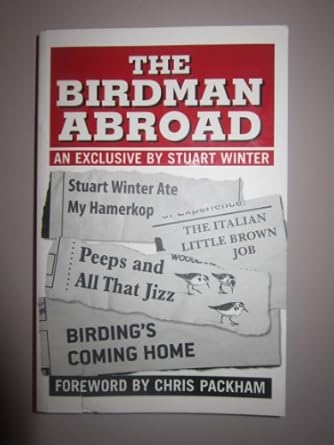 THE
BIRDMAN
ABROAD
AN EXCLUSIVE BY STUART WINTER
Stuart Winter Ate
My Hamerkop
Experience:
THE ITALIAN
LITTLE BROWN
JOB
Peeps and
All That Jizz
BIRDING'S
COMING HOME
FOREWORD BY CHRIS PACKHAM